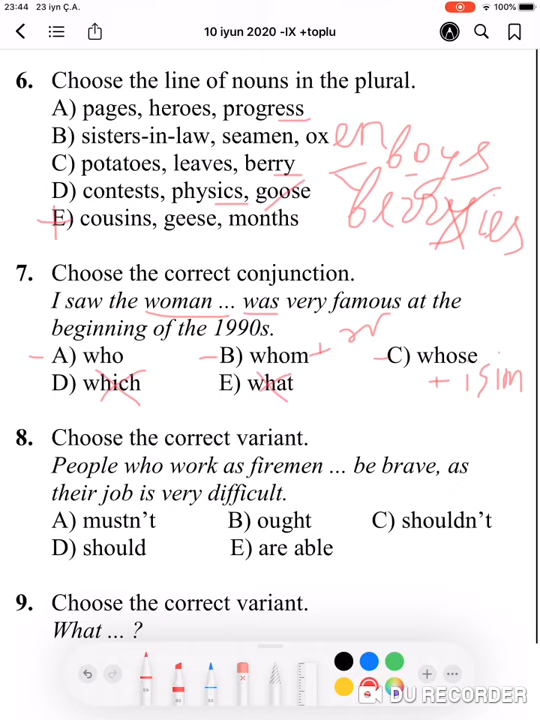 23:44 23 iyn Ç.A. 100%
10 iyun 2020 -IX +toplu
6. Choose the line of nouns in the plural.
A) pages, heroes, progress
B) sisters-in-law, seamen, ox en
C) potatoes, leaves, berry boys
D) contests, physics, goose berryies
E) cousins, geese, months
7. Choose the correct conjunction.
I saw the woman ... was very famous at the
beginning of the 1990s.
A) who B) whom + C) whose
D) which E) what + isim
8. Choose the correct variant.
People who work as firemen ... be brave, as
their job is very difficult.
A) mustn't B) ought C) shouldn't
D) should E) are able
9. Choose the correct variant.
What ... ?
DU RECORDER